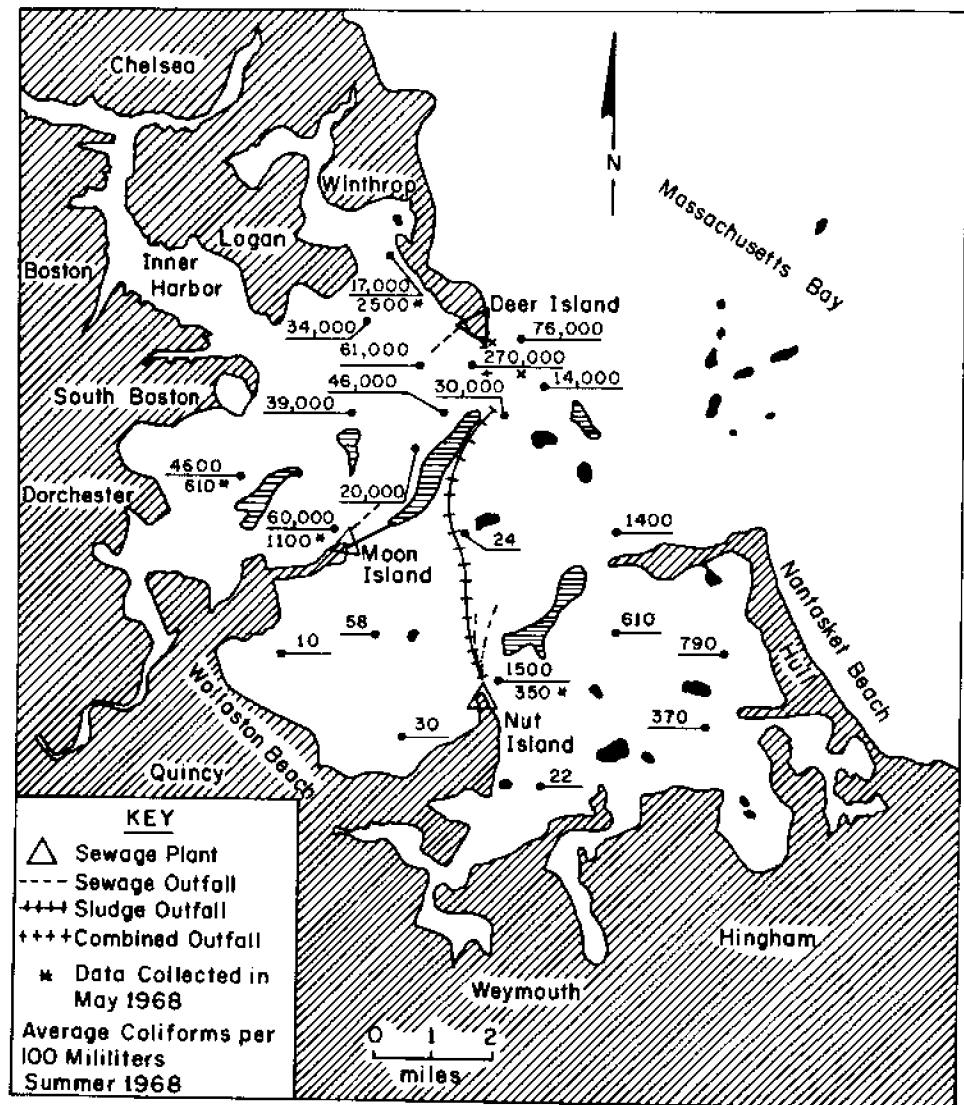 Chelsea
N
Winthrop
Massachusetts Bay
Logan
Boston
Inner
Harbor
17,000
2500*
Deer Island
34,000
76,000
61,000
270,000
46,000
30,000
14,000
South Boston
39,000
4600
610*
20,000
Dorchester
60,000
1100*
1400
24
Moon
Island
Nantasket Beach
58
610
10
790
Hull
1500
350*
Wollaston Beach
Nut
Island
370
30
Quincy
22
KEY
Sewage Plant
Sewage Outfall
Sludge Outfall
Combined Outfall
* Data Collected in
May 1968
Average Coliforms per
100 Mililiters
Summer 1968
Hingham
Weymouth
0 1 2
miles